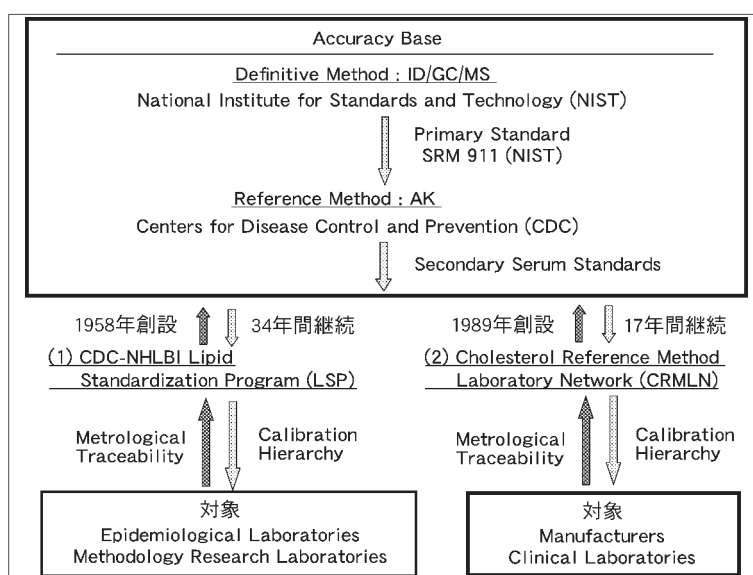 Accuracy Base
Definitive Method : ID/GC/MS
National Institute for Standards and Technology (NIST)
Primary Standard
SRM 911 (NIST)
Reference Method : AK
Centers for Disease Control and Prevention (CDC)
Secondary Serum Standards
1958年創設
34年間継続
(1) CDC-NHLBI Lipid
Standardization Program (LSP)
Metrological
Traceability
Calibration
Hierarchy
対象
Epidemiological Laboratories
Methodology Research Laboratories
1989年創設
17年間継続
(2) Cholesterol Reference Method
Laboratory Network (CRMLN)
Metrological
Traceability
Calibration
Hierarchy
対象
Manufacturers
Clinical Laboratories